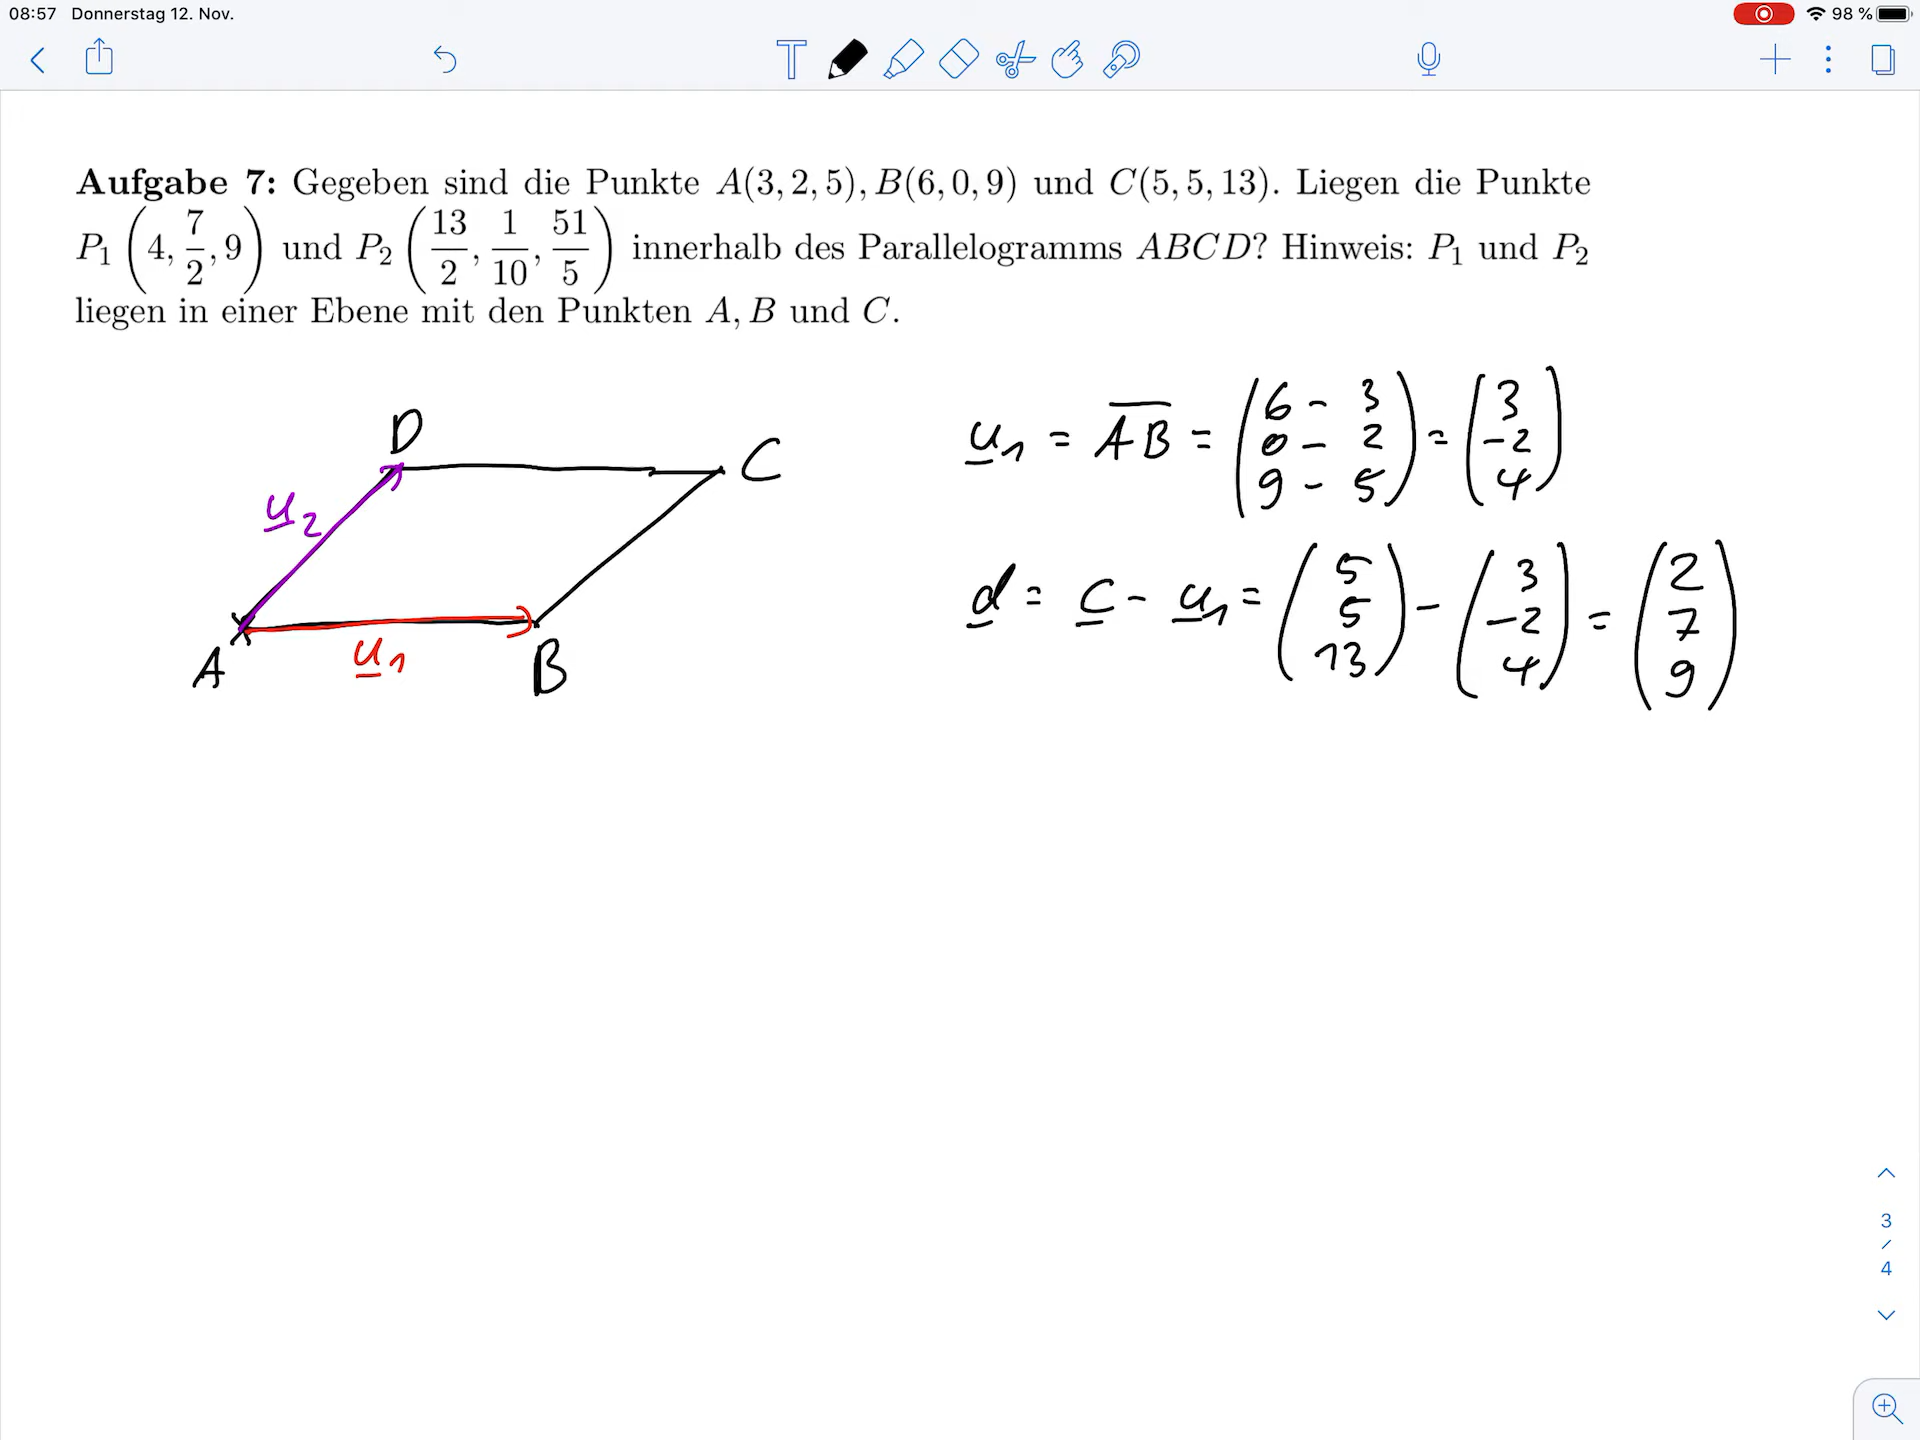 08:57 Donnerstag 12. Nov.
98 %
Aufgabe 7: Gegeben sind die Punkte A(3, 2, 5), B(6, 0, 9) und C(5, 5, 13). Liegen die Punkte
P₁ (4, 7/2, 9) und P₂ (13/2, 1/10, 51/5) innerhalb des Parallelogramms ABCD? Hinweis: P₁ und P₂
liegen in einer Ebene mit den Punkten A, B und C.
D
C
u₂
A
u₁
B
u₁ = AB = (6 - 3, 0 - 2, 9 - 5) = (3, -2, 4)
d = c - u₁ = (5, 5, 13) - (3, -2, 4) = (2, 7, 9)
3
/
4